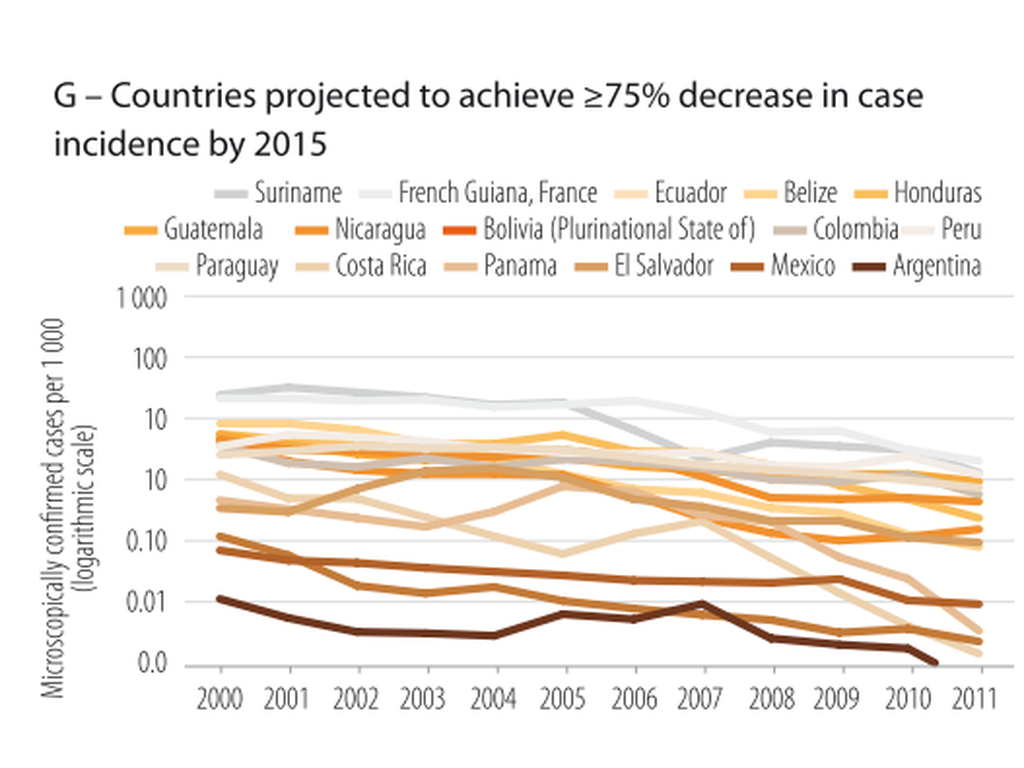 G – Countries projected to achieve ≥75% decrease in case
incidence by 2015
Suriname French Guiana, France Ecuador Belize Honduras
Guatemala Nicaragua Bolivia (Plurinational State of) Colombia Peru
Paraguay Costa Rica Panama El Salvador Mexico Argentina
Microscopically confirmed cases per 1 000
(logarithmic scale)
1 000
100
10
10
0.10
0.01
0.0
2000 2001 2002 2003 2004 2005 2006 2007 2008 2009 2010 2011